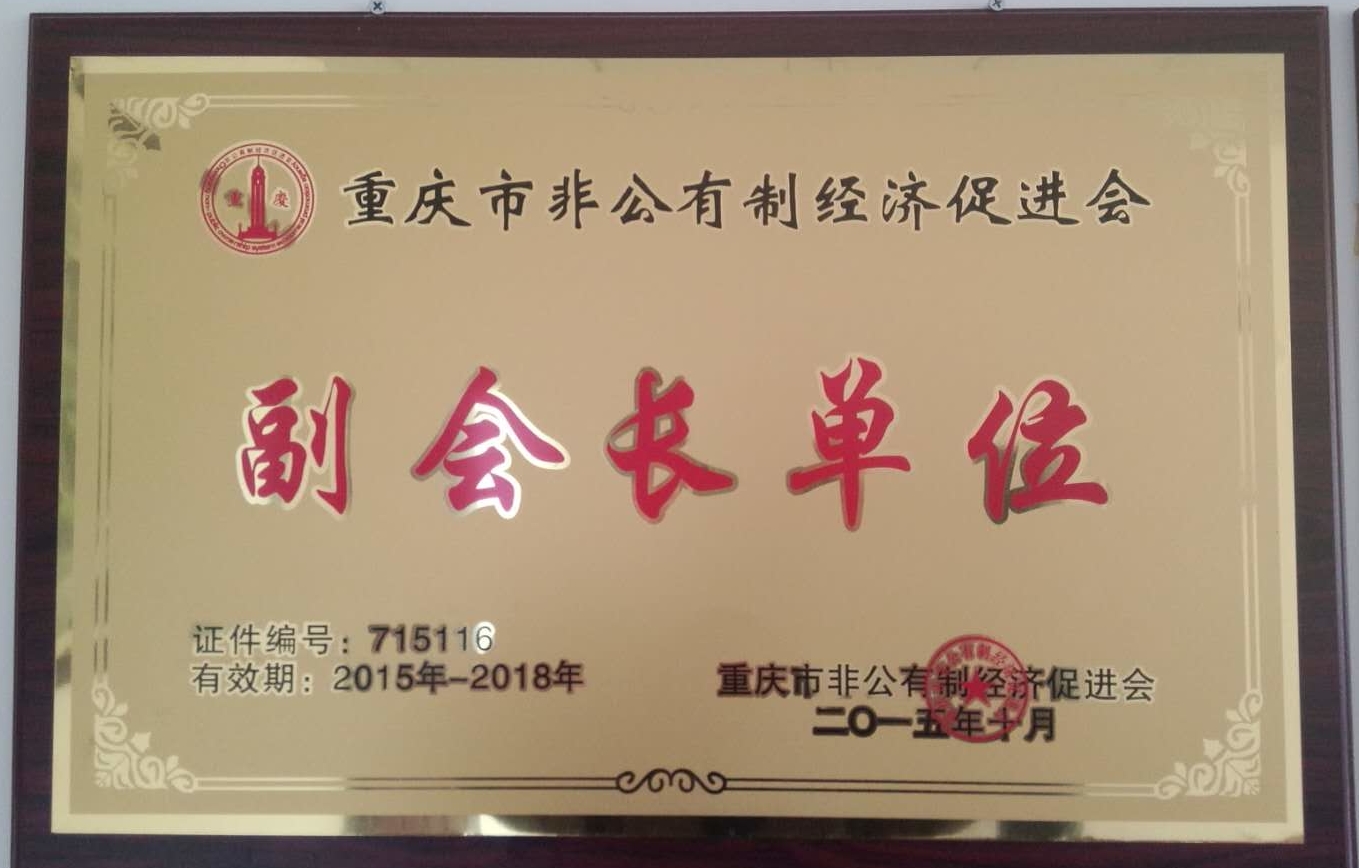 重庆市非公有制经济促进会
重庆
副会长单位
证件编号：715116
有效期：2015年-2018年
重庆市非公有制经济促进会
二〇一五年十月